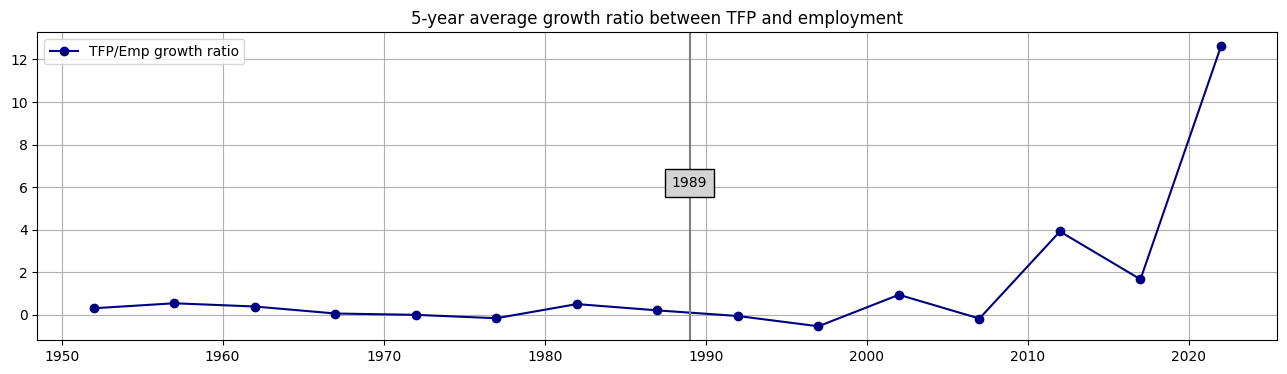 5-year average growth ratio between TFP and employment
TFP/Emp growth ratio
12
10
8
6
4
2
0
1989
1950 1960 1970 1980 1990 2000 2010 2020